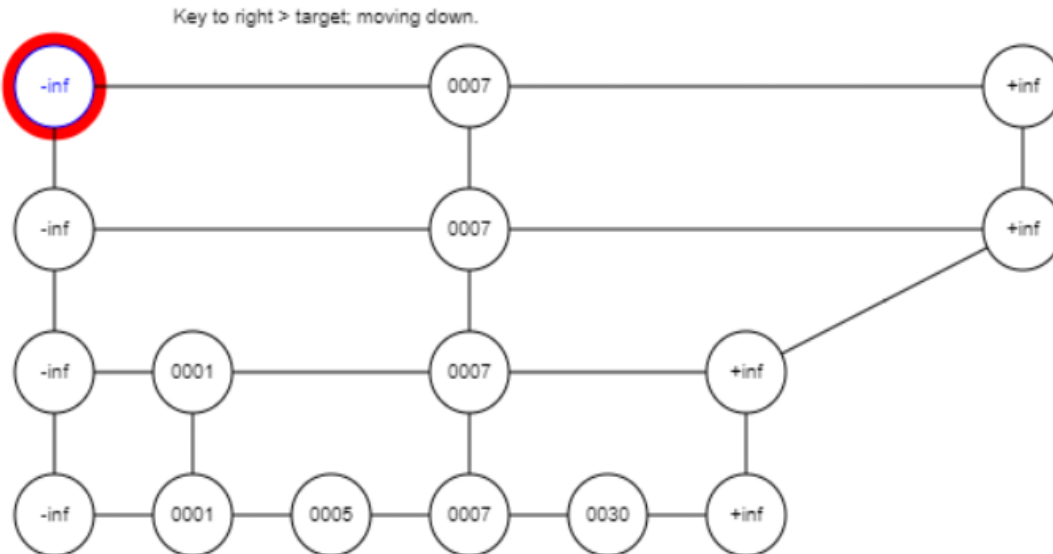 Key to right > target; moving down.
-inf 0007 +inf
-inf 0007 +inf
-inf 0001 0007 +inf
-inf 0001 0005 0007 0030 +inf